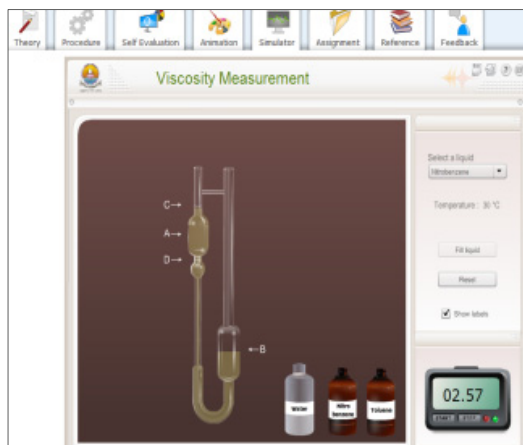 Theory Procedure Self Evaluation Animation Simulator Assignment Reference Feedback
Viscosity Measurement
Select a liquid
Nitrobenzene
Temperature : 30 °C
Fill liquid
Reset
Show labels
C→
A→
D→
←B
Water
Nitro
benzene
Toluene
02.57
START